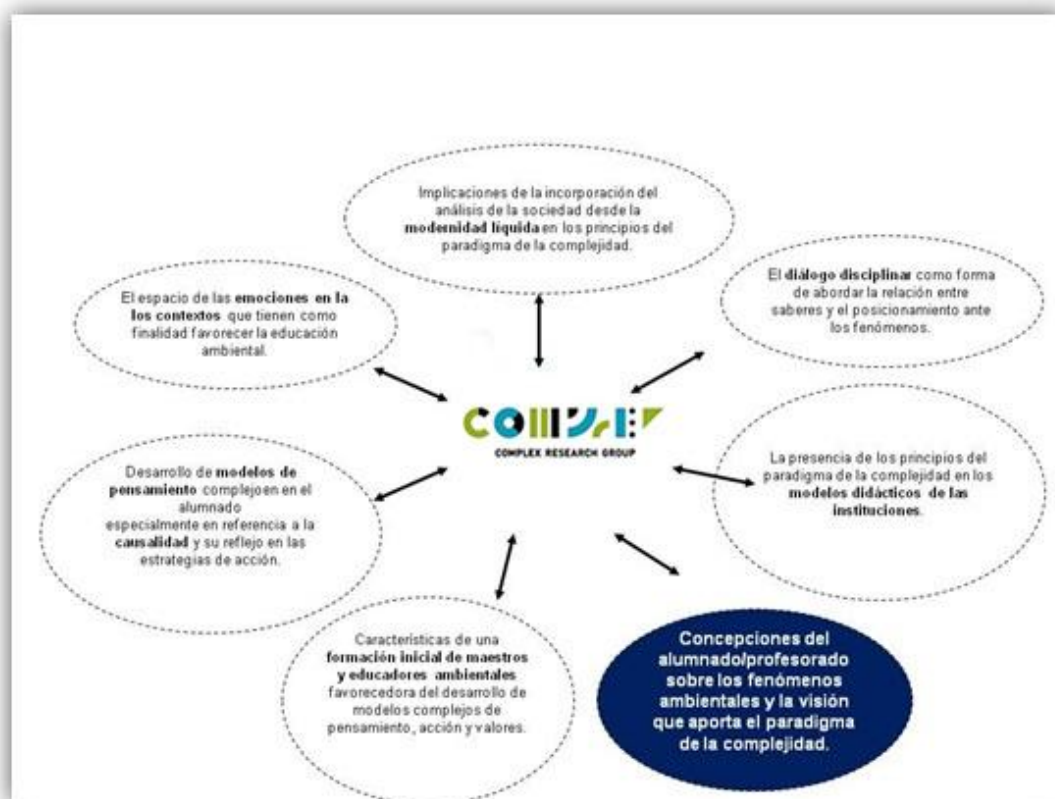 Implicaciones de la incorporación del
análisis de la sociedad desde la
modernidad líquida en los principios del
paradigma de la complejidad.
El diálogo disciplinar como forma
de abordar la relación entre
saberes y el posicionamiento ante
los fenómenos.
El espacio de las emociones en la
los contextos que tienen como
finalidad favorecer la educación
ambiental.
COMPLEX
COMPLEX RESEARCH GROUP
La presencia de los principios del
paradigma de la complejidad en los
modelos didácticos de las
instituciones.
Desarrollo de modelos de
pensamiento complejoen en el
alumnado
especialmente en referencia a la
causalidad y su reflejo en las
estrategias de acción.
Características de una
formación inicial de maestros
y educadores ambientales
favorecedora del desarrollo de
modelos complejos de
pensamiento, acción y valores.
Concepciones del
alumnado/profesorado
sobre los fenómenos
ambientales y la visión
que aporta el paradigma
de la complejidad.